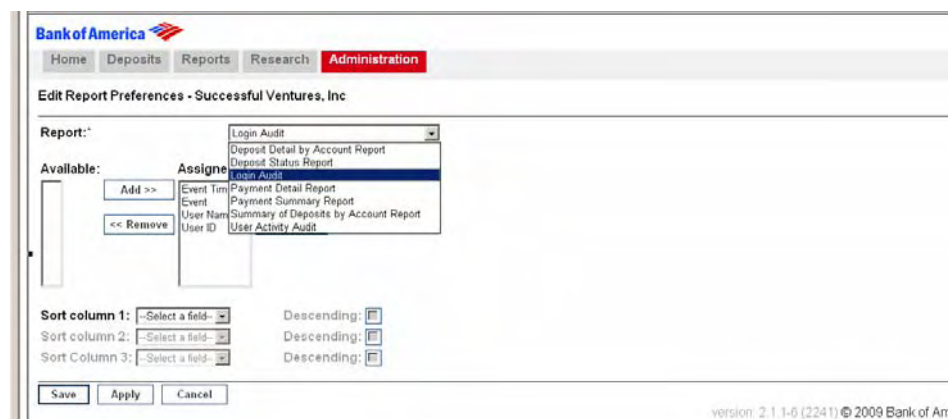 Bank of America
Home Deposits Reports Research Administration
Edit Report Preferences - Successful Ventures, Inc
Report:* Login Audit
Deposit Detail by Account Report
Deposit Status Report
Login Audit
Payment Detail Report
Payment Summary Report
Summary of Deposits by Account Report
User Activity Audit
Available: Assigne
Add >> Event Tim
Event
<< Remove User Nam
User ID
Sort column 1: --Select a field-- Descending:
Sort column 2: --Select a field-- Descending:
Sort Column 3: --Select a field-- Descending:
Save Apply Cancel
version: 2.1.1-6 (2241) © 2009 Bank of Am